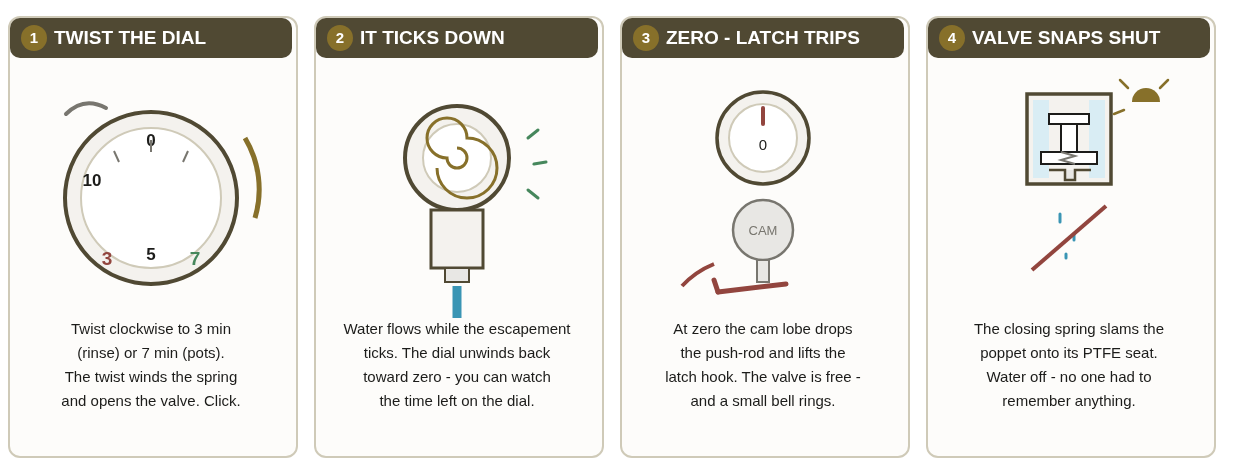 1 TWIST THE DIAL
0
10
3
5
7
Twist clockwise to 3 min
(rinse) or 7 min (pots).
The twist winds the spring
and opens the valve. Click.
2 IT TICKS DOWN
Water flows while the escapement
ticks. The dial unwinds back
toward zero - you can watch
the time left on the dial.
3 ZERO - LATCH TRIPS
0
CAM
At zero the cam lobe drops
the push-rod and lifts the
latch hook. The valve is free -
and a small bell rings.
4 VALVE SNAPS SHUT
The closing spring slams the
poppet onto its PTFE seat.
Water off - no one had to
remember anything.